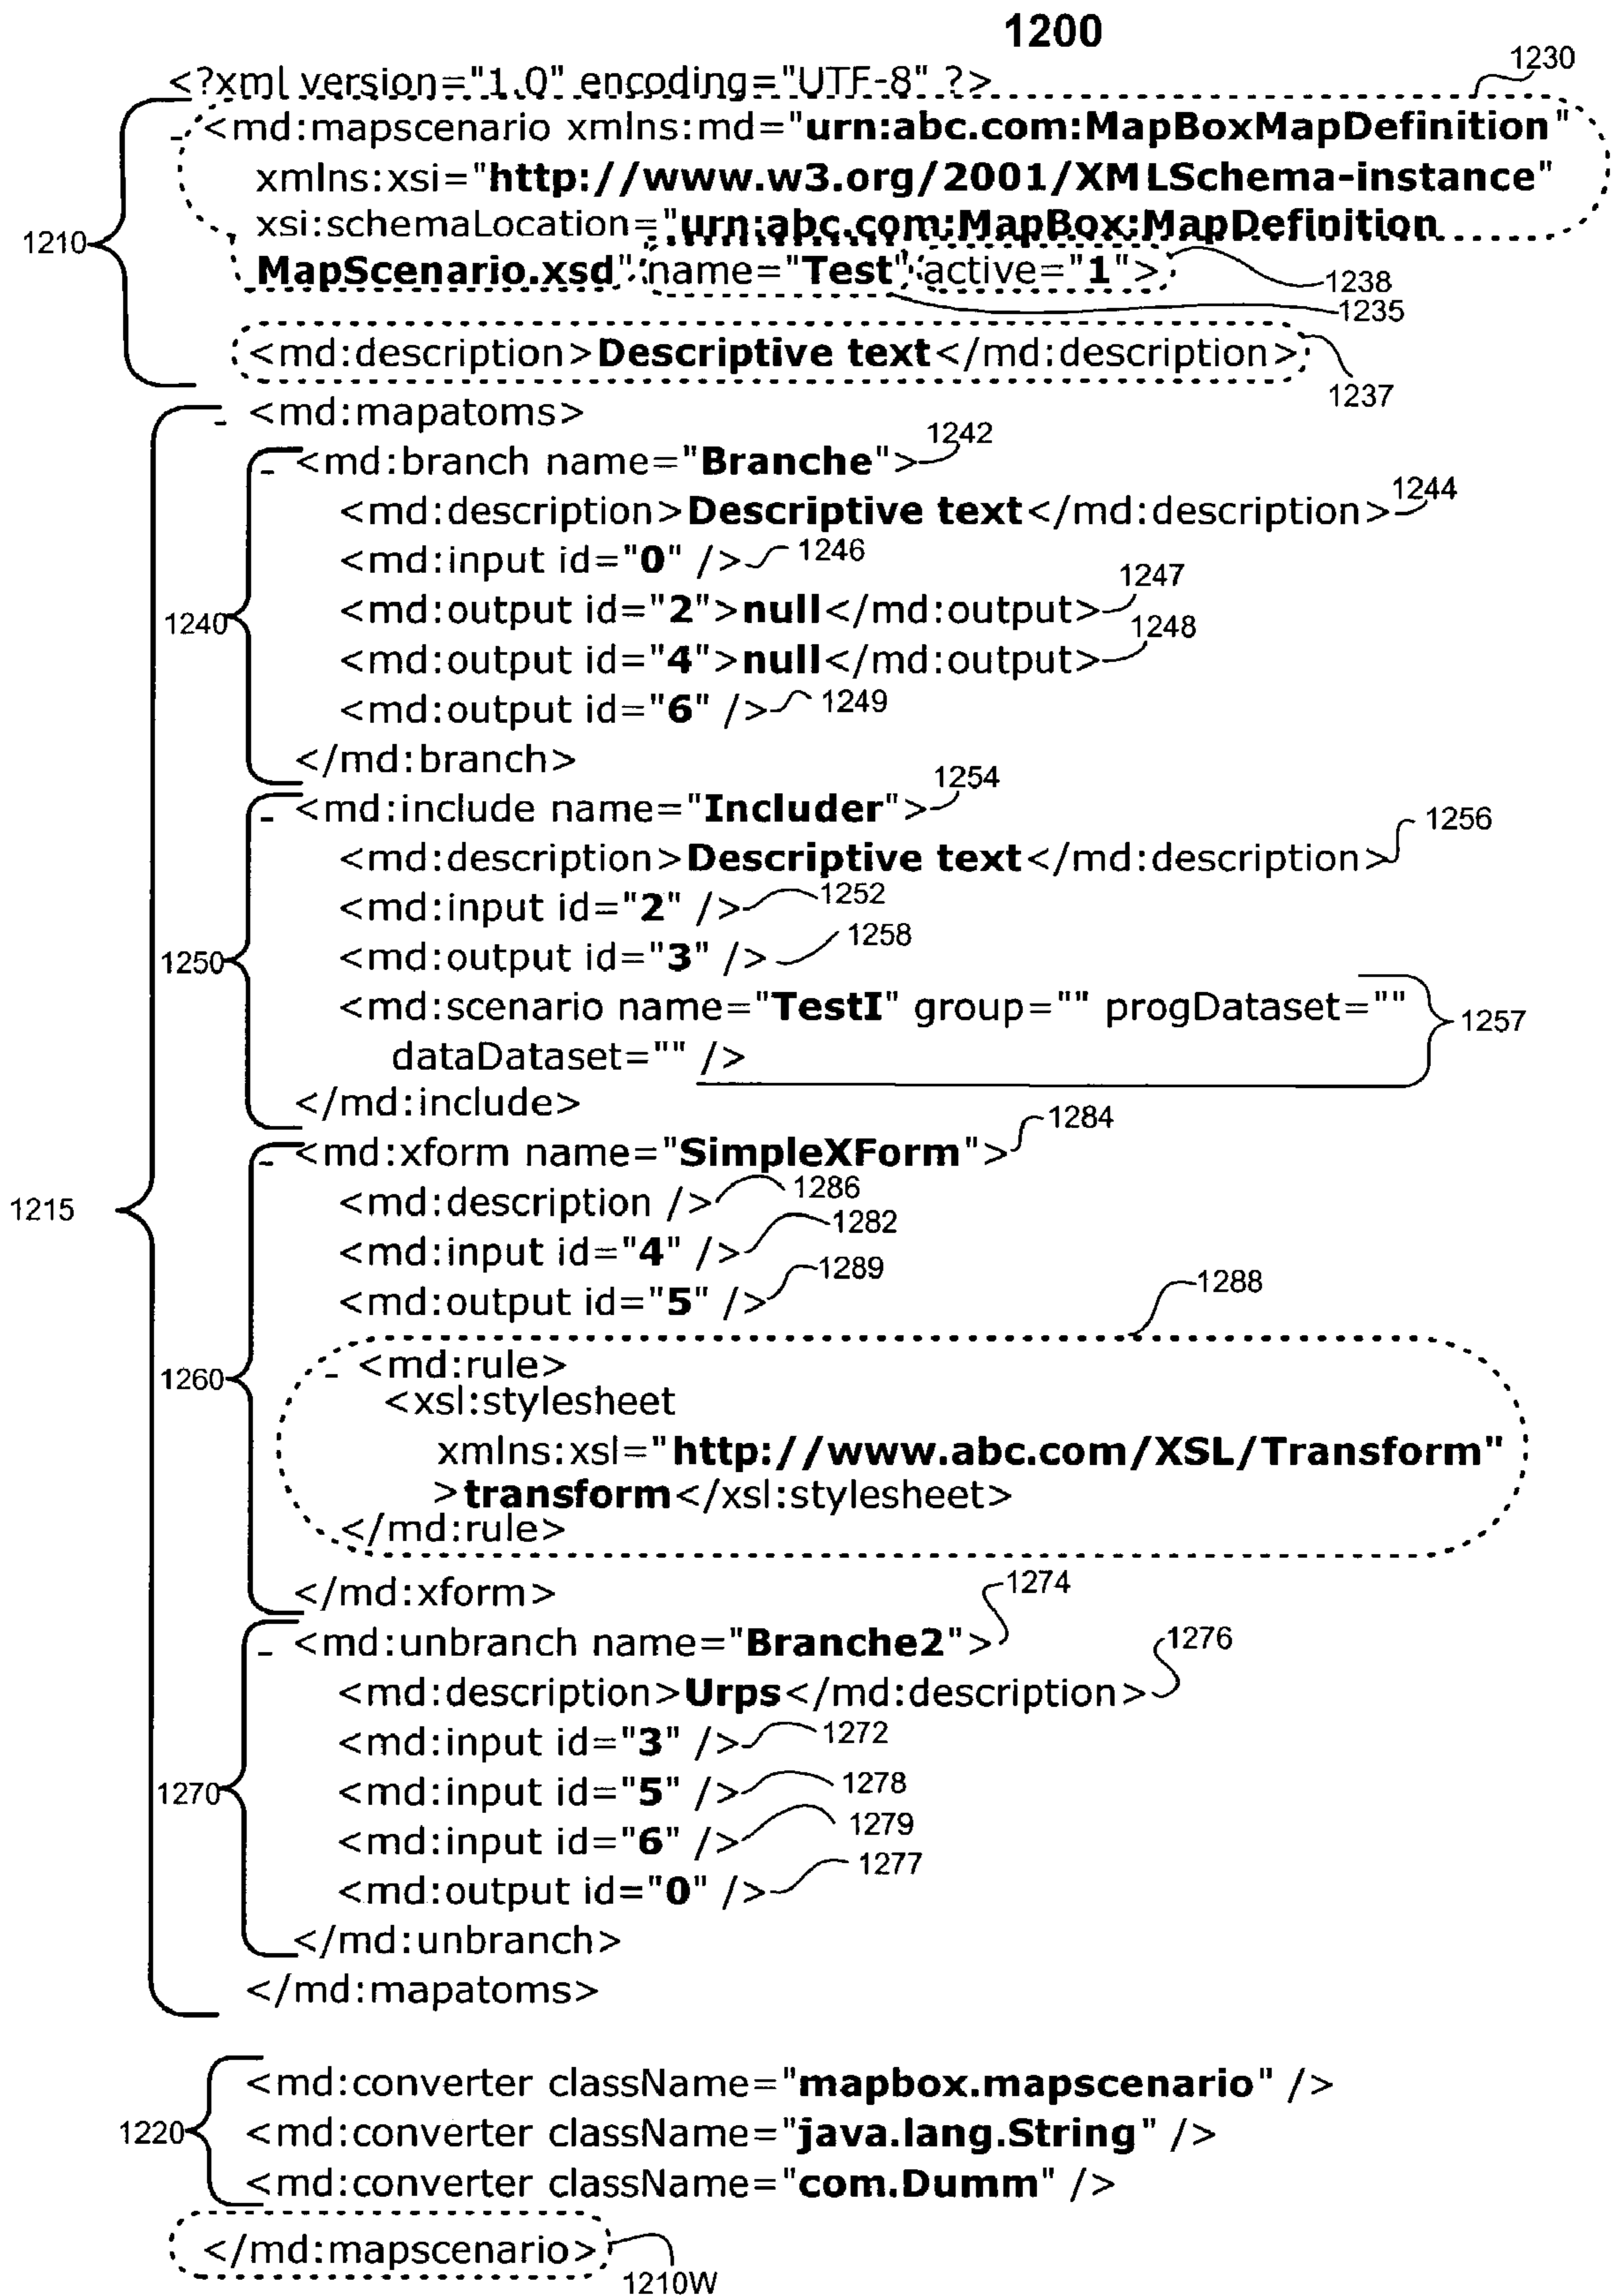 1200
1230
<?xml version="1.0" encoding="UTF-8" ?>
- <md:mapscenario xmlns:md="urn:abc.com:MapBoxMapDefinition"
xmlns:xsi="http://www.w3.org/2001/XMLSchema-instance"
1210 xsi:schemaLocation="urn:abc.com:MapBox:MapDefinition
MapScenario.xsd" name="Test" active="1"> 1238
1235
<md:description>Descriptive text</md:description>
1237
- <md:mapatoms>
- <md:branch name="Branche"> 1242
<md:description>Descriptive text</md:description> 1244
<md:input id="0" /> 1246
1240 <md:output id="2">null</md:output> 1247
<md:output id="4">null</md:output> 1248
<md:output id="6" /> 1249
</md:branch>
- <md:include name="Includer"> 1254
<md:description>Descriptive text</md:description> 1256
<md:input id="2" /> 1252
1250 <md:output id="3" /> 1258
<md:scenario name="TestI" group="" progDataset="" 1257
dataDataset="" />
</md:include>
- <md:xform name="SimpleXForm"> 1284
1215 <md:description /> 1286
<md:input id="4" /> 1282
<md:output id="5" /> 1289
1288
1260 - <md:rule>
<xsl:stylesheet
xmlns:xsl="http://www.abc.com/XSL/Transform"
>transform</xsl:stylesheet>
</md:rule>
</md:xform>
- <md:unbranch name="Branche2"> 1274
<md:description>Urps</md:description> 1276
<md:input id="3" /> 1272
1270 <md:input id="5" /> 1278
<md:input id="6" /> 1279
<md:output id="0" /> 1277
</md:unbranch>
</md:mapatoms>
<md:converter className="mapbox.mapscenario" />
1220 <md:converter className="java.lang.String" />
<md:converter className="com.Dumm" />
</md:mapscenario>
1210W